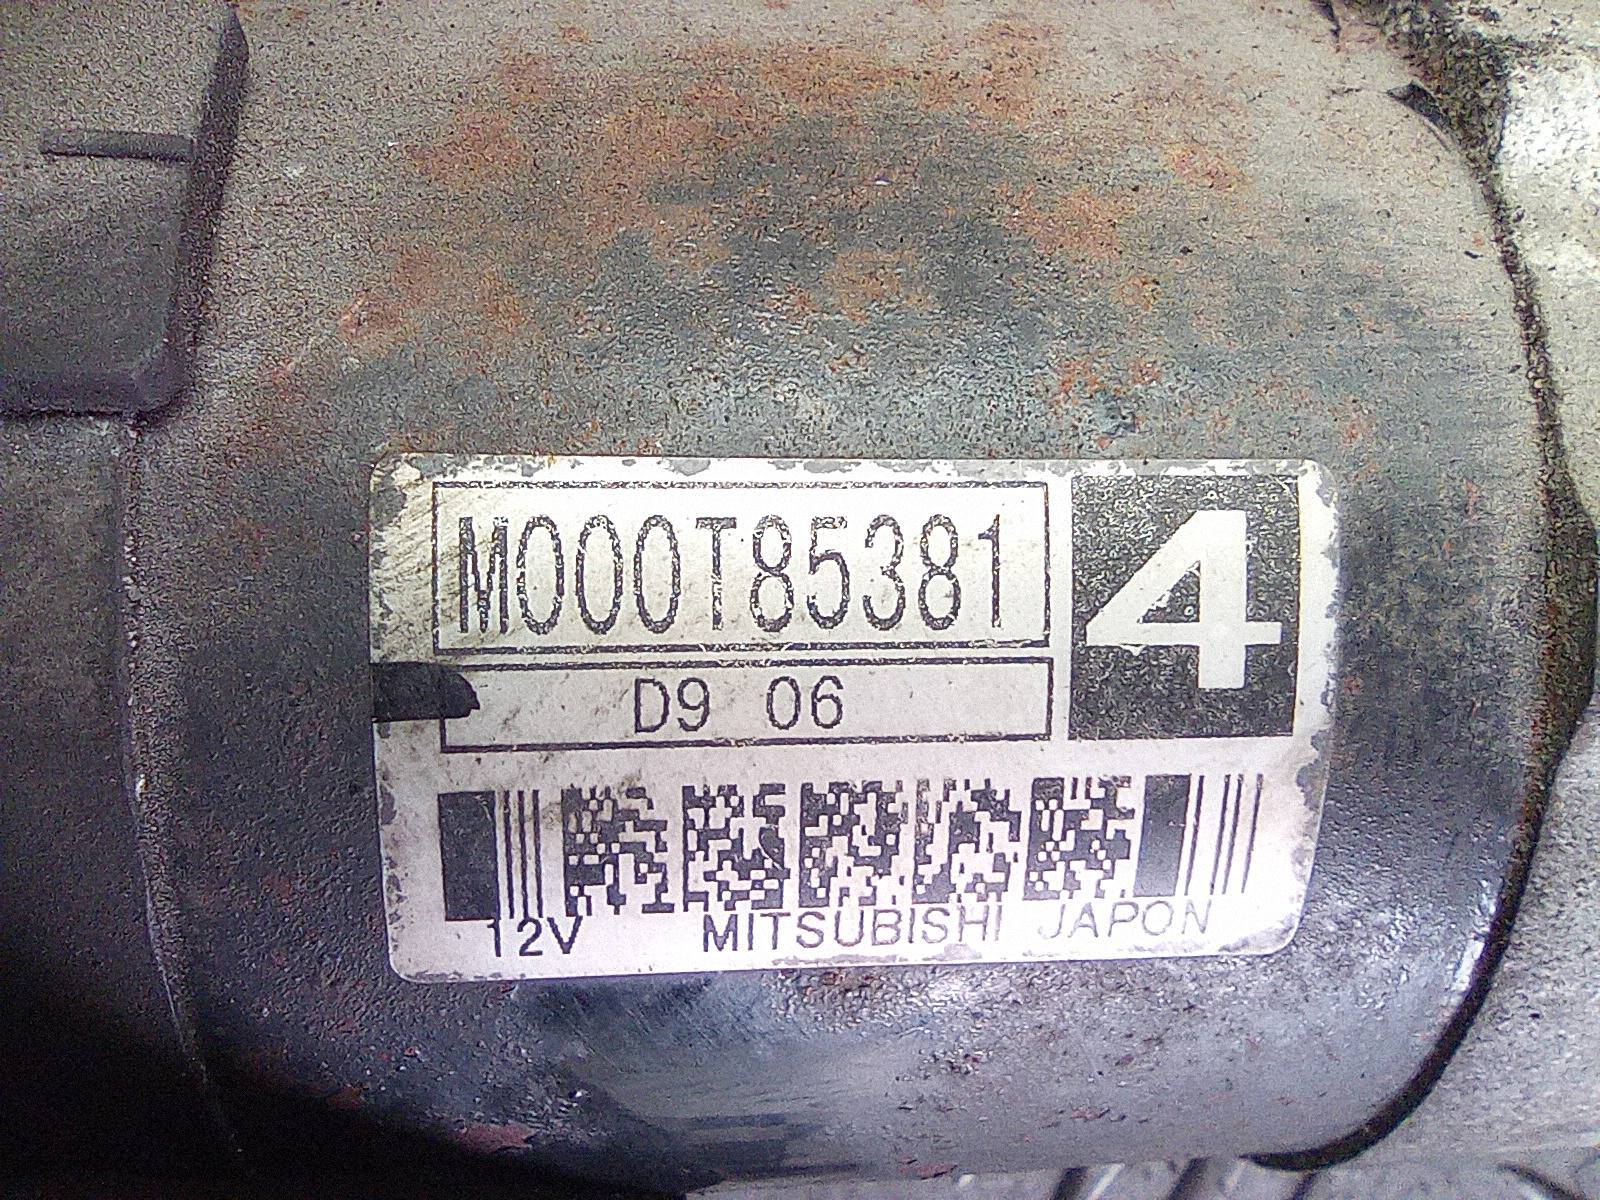 M000T85381
4
D9 06
12V MITSUBISHI JAPON